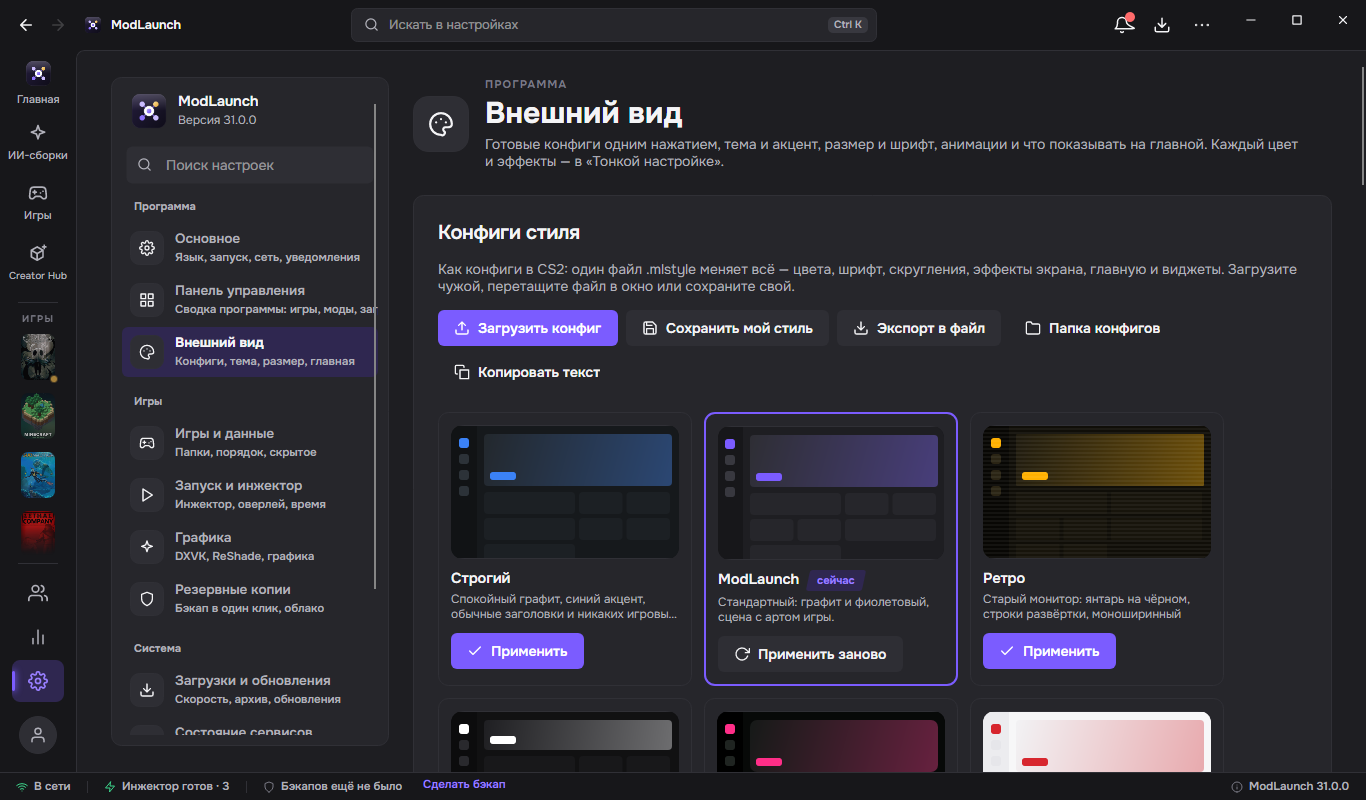 ModLaunch
Искать в настройках
Ctrl K
Главная
ИИ-сборки
Игры
Creator Hub
ИГРЫ
MINECRAFT
ModLaunch
Версия 31.0.0
Поиск настроек
Программа
Основное
Язык, запуск, сеть, уведомления
Панель управления
Сводка программы: игры, моды, заг
Внешний вид
Конфиги, тема, размер, главная
Игры
Игры и данные
Папки, порядок, скрытое
Запуск и инжектор
Инжектор, оверлей, время
Графика
DXVK, ReShade, графика
Резервные копии
Бэкап в один клик, облако
Система
Загрузки и обновления
Скорость, архив, обновления
Состояние сервисов
ПРОГРАММА
Внешний вид
Готовые конфиги одним нажатием, тема и акцент, размер и шрифт, анимации и что показывать на главной. Каждый цвет
и эффекты — в «Тонкой настройке».
Конфиги стиля
Как конфиги в CS2: один файл .mlstyle меняет всё — цвета, шрифт, скругления, эффекты экрана, главную и виджеты. Загрузите
чужой, перетащите файл в окно или сохраните свой.
Загрузить конфиг
Сохранить мой стиль
Экспорт в файл
Папка конфигов
Копировать текст
Строгий
Спокойный графит, синий акцент,
обычные заголовки и никаких игровы...
Применить
ModLaunch
сейчас
Стандартный: графит и фиолетовый,
сцена с артом игры.
Применить заново
Ретро
Старый монитор: янтарь на чёрном,
строки развёртки, моноширинный
Применить
В сети
Инжектор готов · 3
Бэкапов ещё не было
Сделать бэкап
ModLaunch 31.0.0